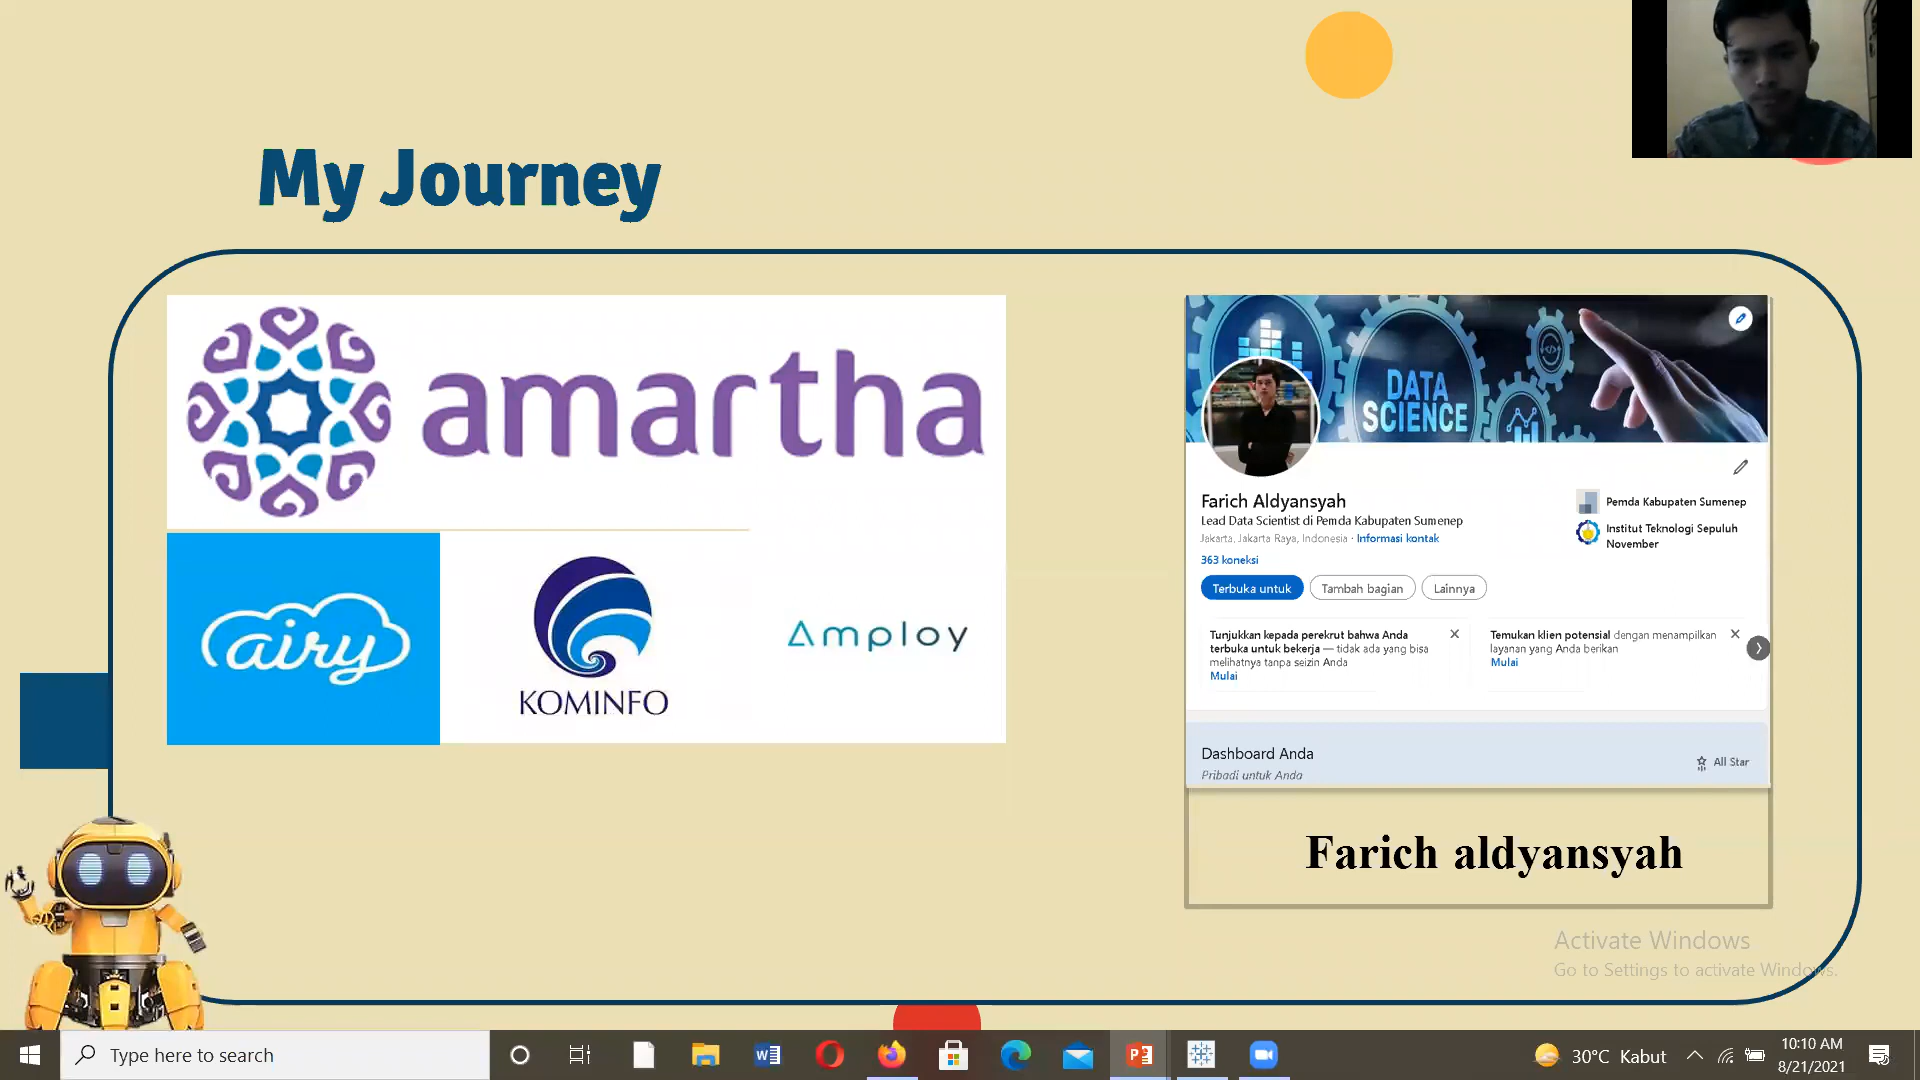 My Journey
amartha
airy
KOMINFO
Amploy
DATA
SCIENCE
Farich Aldyansyah
Lead Data Scientist di Pemda Kabupaten Sumenep
Jakarta, Jakarta Raya, Indonesia · Informasi kontak
363 koneksi
Pemda Kabupaten Sumenep
Institut Teknologi Sepuluh
November
Terbuka untuk
Tambah bagian
Lainnya
Tunjukkan kepada perekrut bahwa Anda
terbuka untuk bekerja — tidak ada yang bisa
melihatnya tanpa seizin Anda
Mulai
Temukan klien potensial dengan menampilkan
layanan yang Anda berikan
Mulai
Dashboard Anda
Pribadi untuk Anda
All Star
Farich aldyansyah
Activate Windows
Go to Settings to activate Windows.
Type here to search
30°C Kabut
10:10 AM
8/21/2021